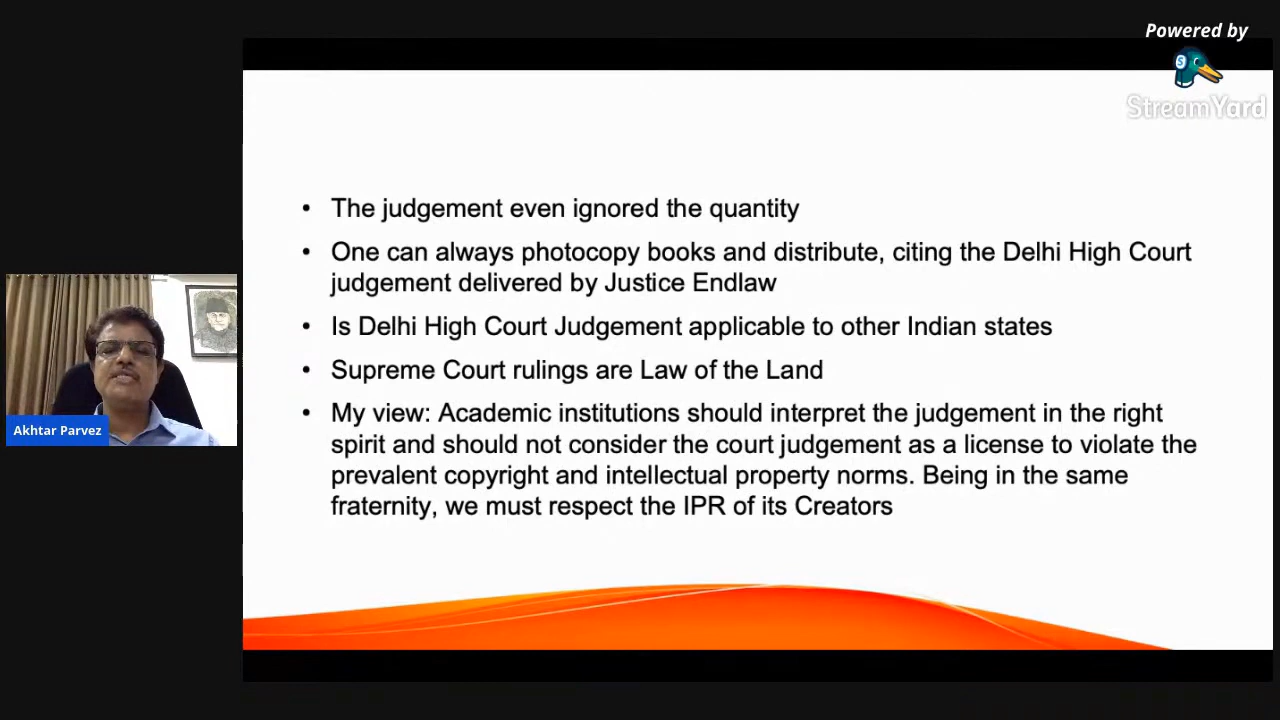 Powered by
StreamYard
• The judgement even ignored the quantity
• One can always photocopy books and distribute, citing the Delhi High Court
judgement delivered by Justice Endlaw
• Is Delhi High Court Judgement applicable to other Indian states
• Supreme Court rulings are Law of the Land
• My view: Academic institutions should interpret the judgement in the right
spirit and should not consider the court judgement as a license to violate the
prevalent copyright and intellectual property norms. Being in the same
fraternity, we must respect the IPR of its Creators
Akhtar Parvez